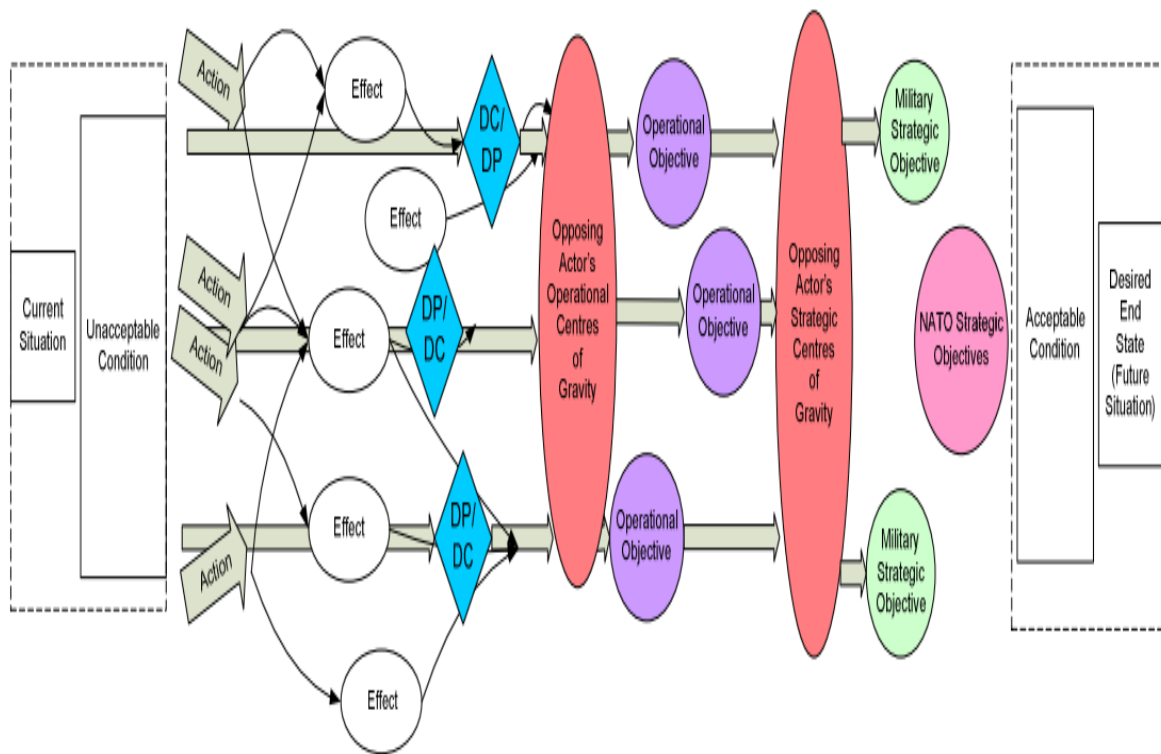 Current
Situation
Unacceptable
Condition
Action
Action
Action
Action
Effect
Effect
Effect
Effect
Effect
DC/
DP
DP/
DC
DP/
DC
Opposing
Actor's
Operational
Centres
of
Gravity
Operational
Objective
Operational
Objective
Operational
Objective
Opposing
Actor's
Strategic
Centres
of
Gravity
Military
Strategic
Objective
NATO Strategic
Objectives
Military
Strategic
Objective
Acceptable
Condition
Desired
End
State
(Future
Situation)